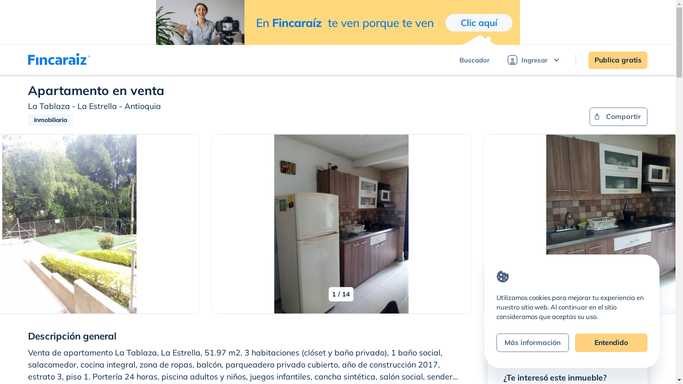 En Fincaraíz te ven porque te ven
Clic aquí
Fincaraiz
Buscador
Ingresar
Publica gratis
Apartamento en venta
La Tablaza - La Estrella - Antioquia
Inmobiliaria
Compartir
1 / 14
Utilizamos cookies para mejorar tu experiencia en
nuestro sitio web. Al continuar en el sitio
consideramos que aceptas su uso.
Más información
Entendido
Descripción general
Venta de apartamento La Tablaza, La Estrella, 51.97 m2, 3 habitaciones (clóset y baño privado), 1 baño social,
salacomedor, cocina integral, zona de ropas, balcón, parqueadero privado cubierto, año de construcción 2017,
estrato 3, piso 1. Portería 24 horas, piscina adultos y niños, juegos infantiles, cancha sintética, salón social, sender...
¿Te interesó este inmueble?